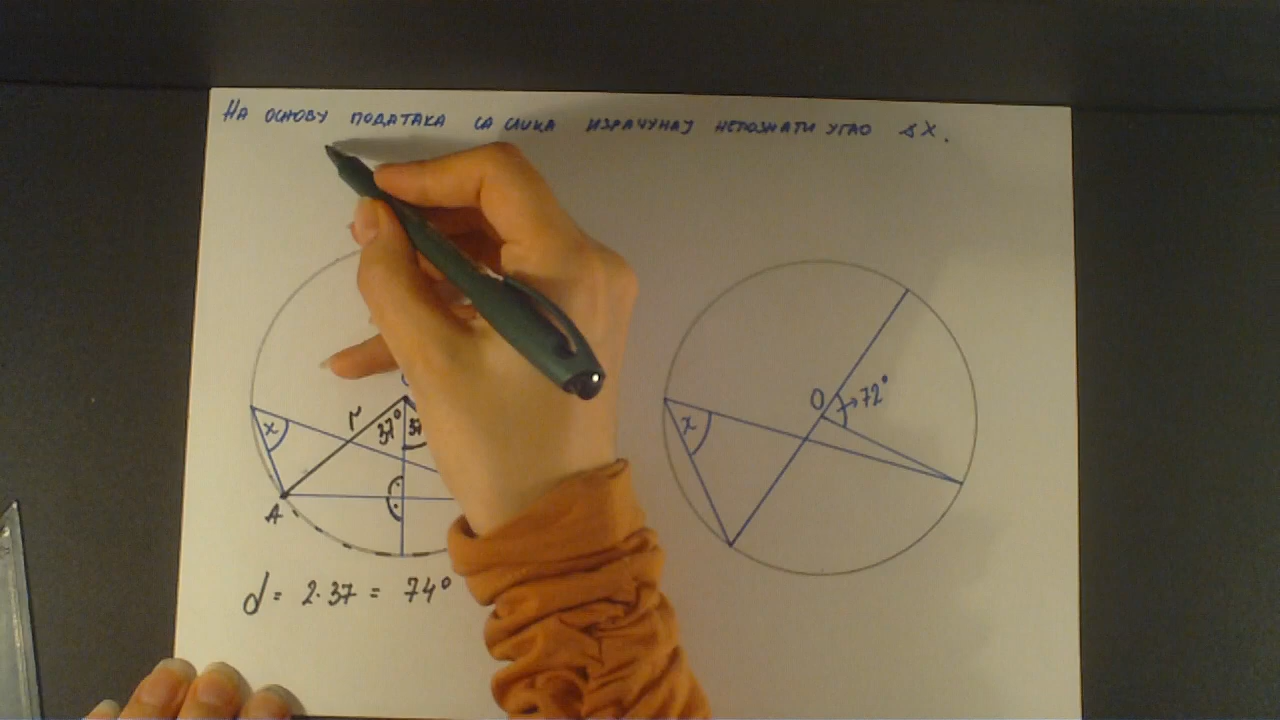 НА ОСНОВУ ПОДАТАКА СА СЛИКА ИЗРАЧУНАЈ НЕПОЗНАТИ УГАО ∢X.
r
37°
x
A
d = 2·37 = 74°
O
72°
x